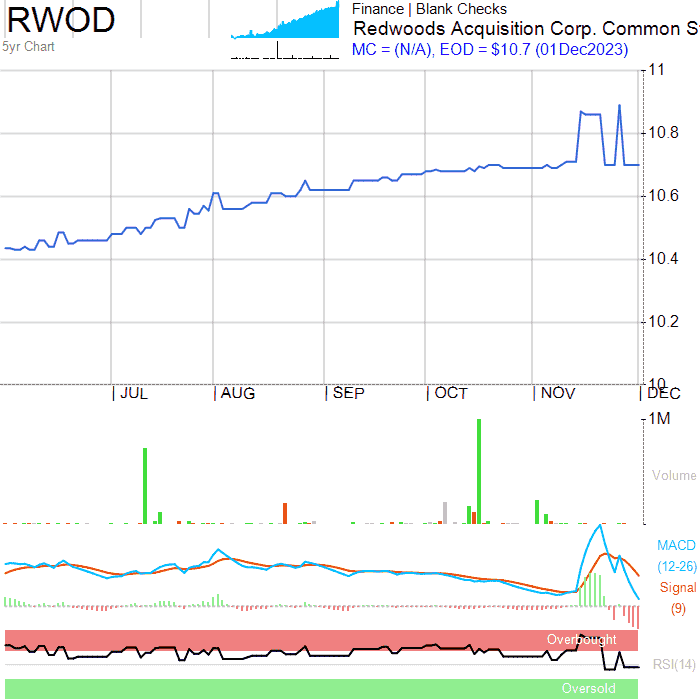 RWOD
5yr Chart
Finance | Blank Checks
Redwoods Acquisition Corp. Common S
MC = (N/A), EOD = $10.7 (01Dec2023)
11
10.8
10.6
10.4
10.2
10
| JUL | AUG | SEP | OCT | NOV | DEC
1M
Volume
MACD
(12-26)
Signal
(9)
Overbought
RSI(14)
Oversold